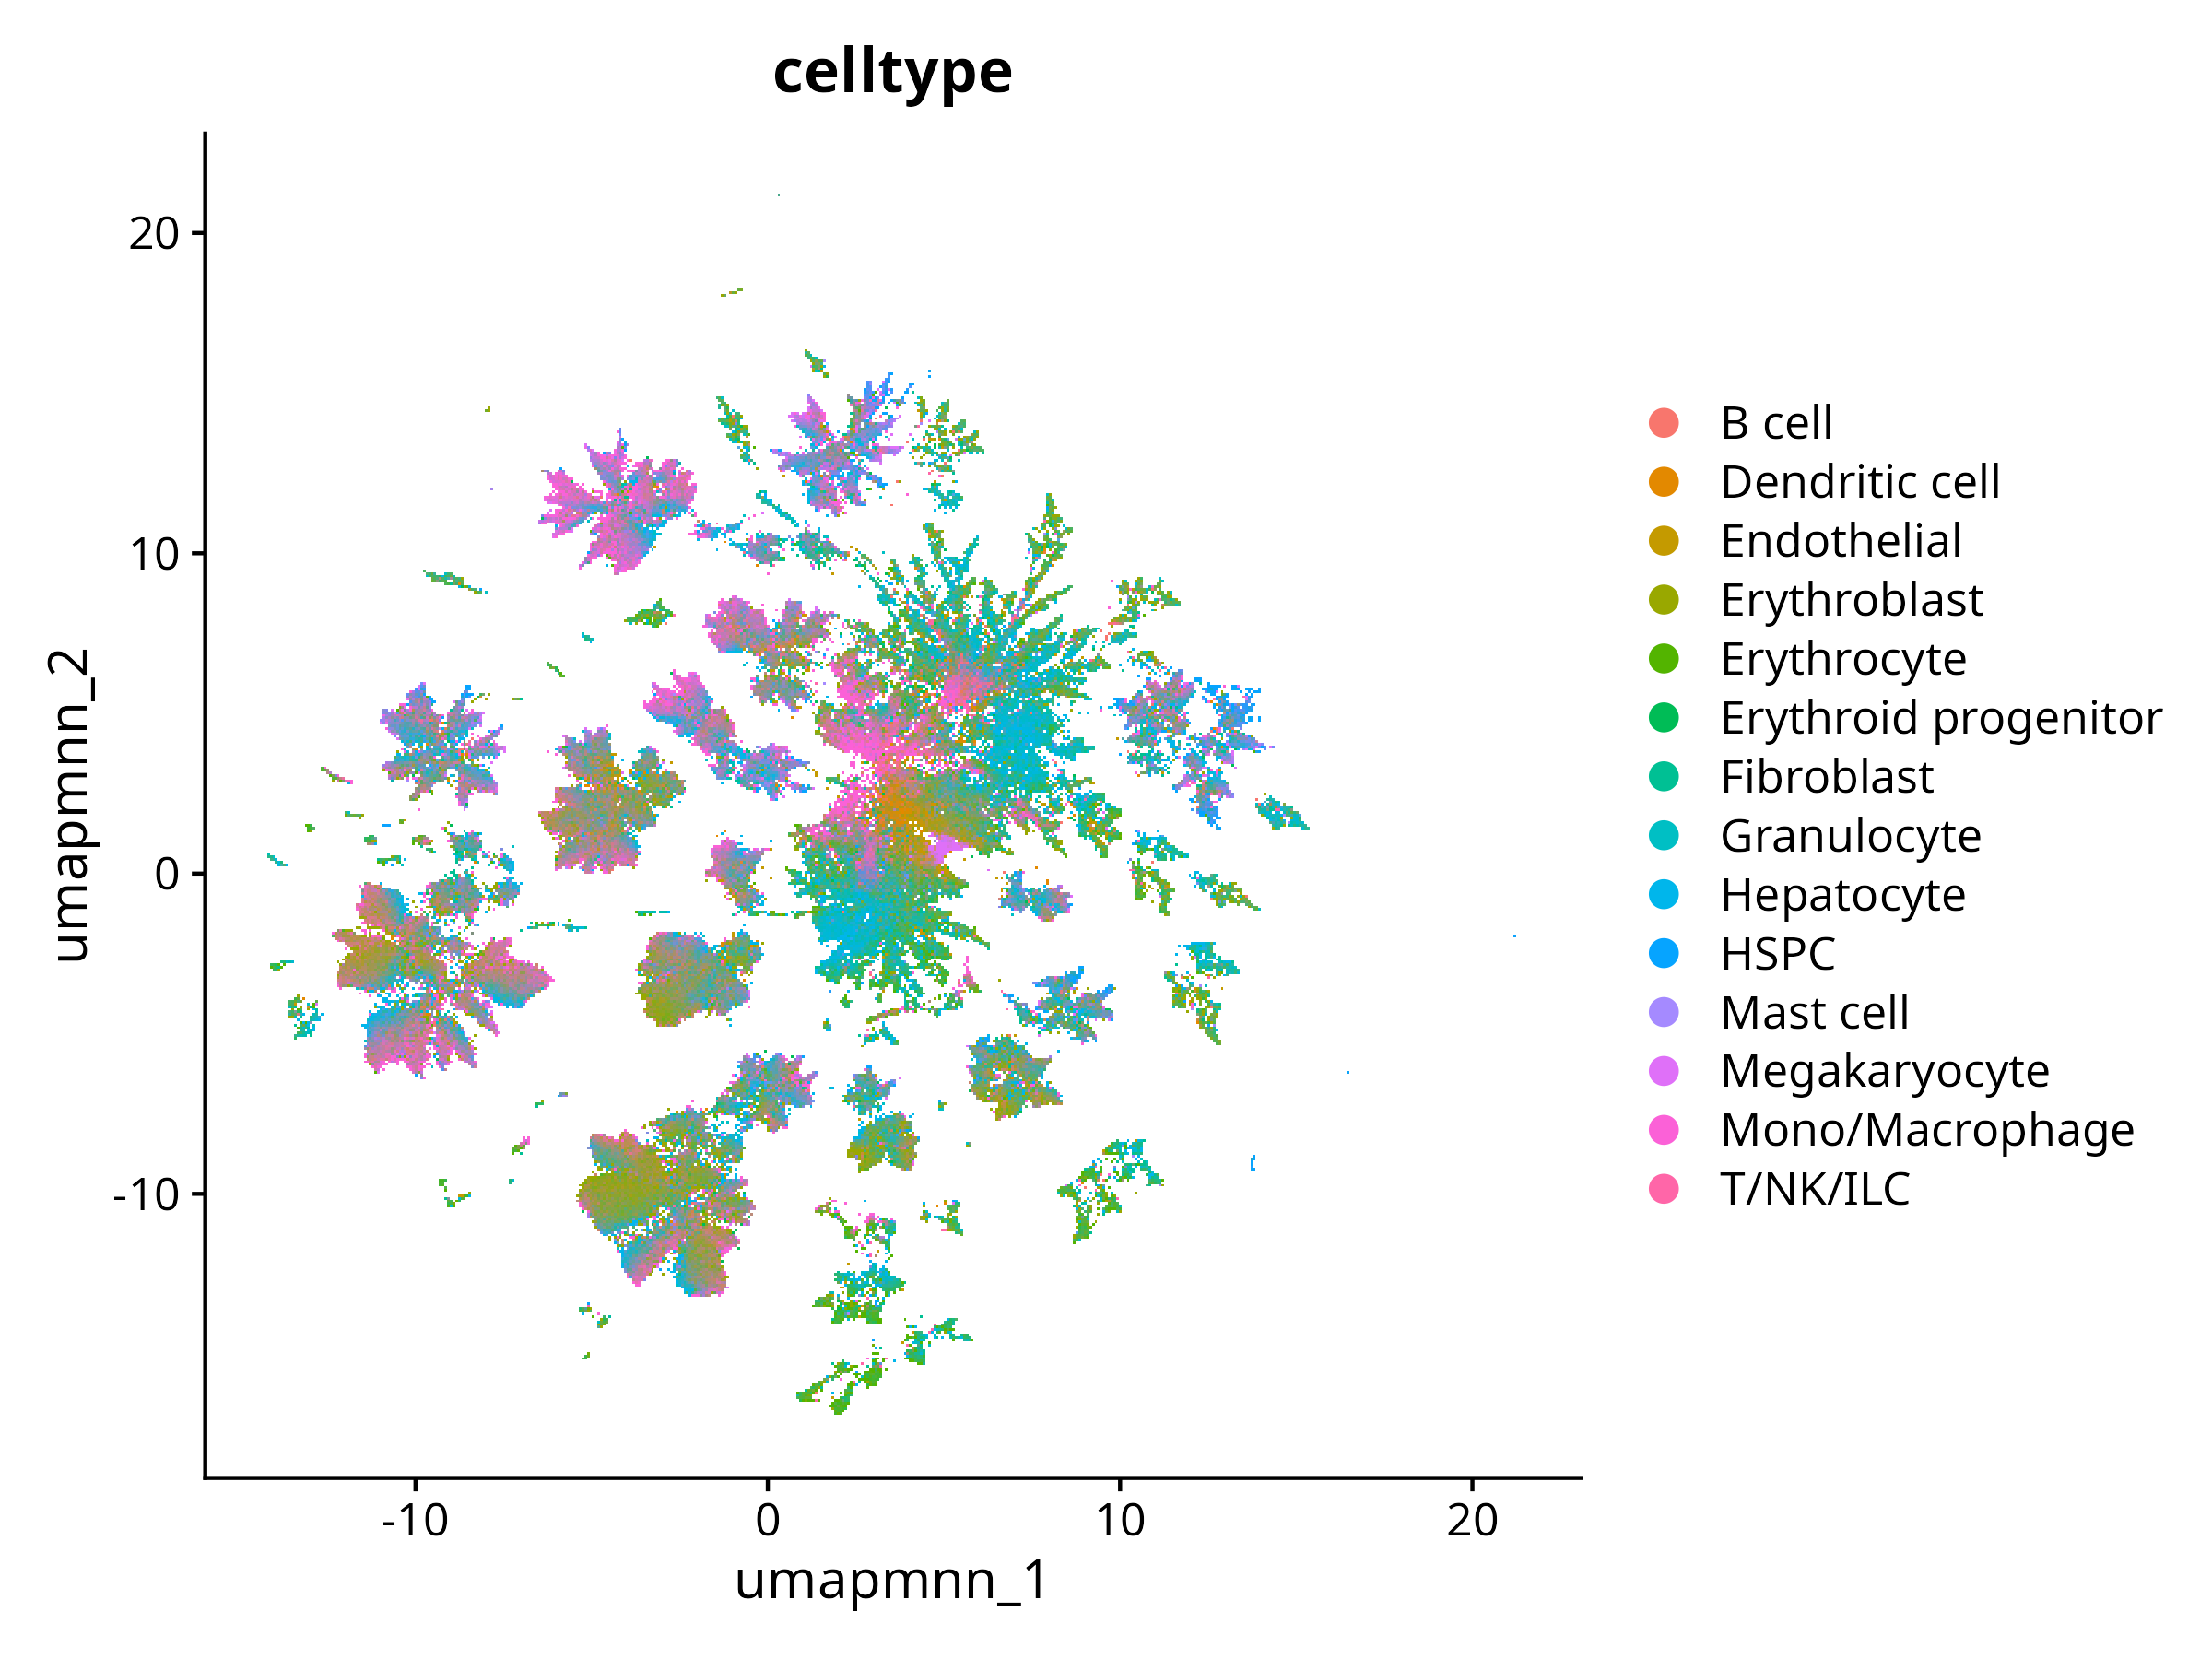 celltype
umapmnn_2
20
10
0
-10
-10
0
10
20
umapmnn_1
B cell
Dendritic cell
Endothelial
Erythroblast
Erythrocyte
Erythroid progenitor
Fibroblast
Granulocyte
Hepatocyte
HSPC
Mast cell
Megakaryocyte
Mono/Macrophage
T/NK/ILC